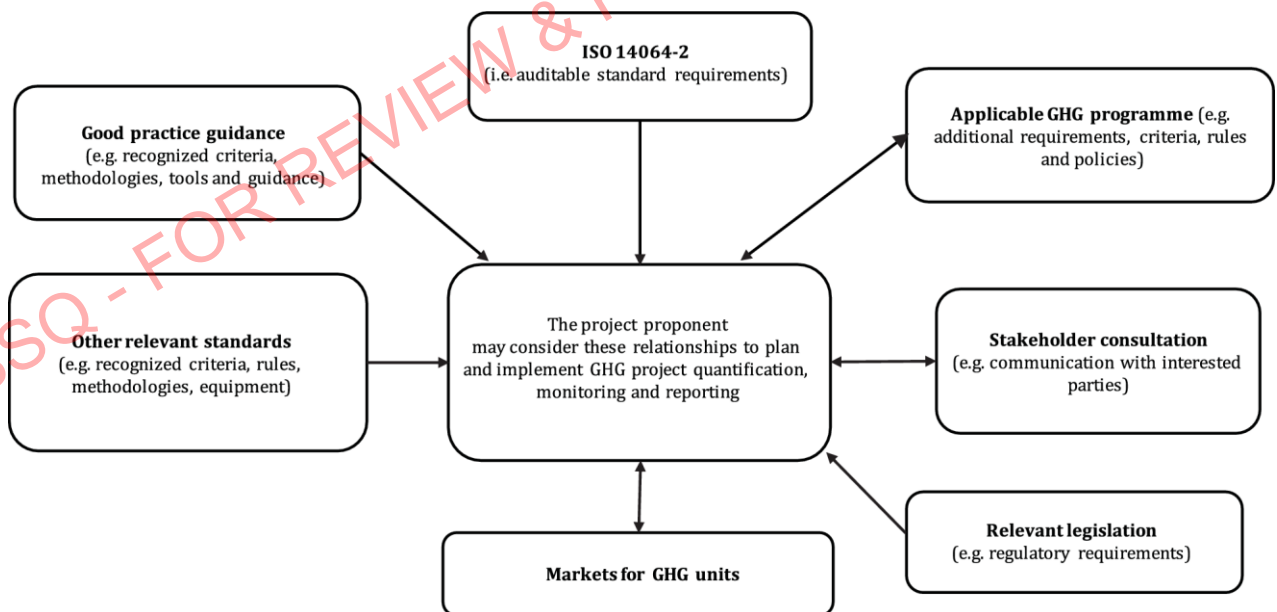 ISO 14064-2
(i.e. auditable standard requirements)
Good practice guidance
(e.g. recognized criteria,
methodologies, tools and guidance)
Applicable GHG programme (e.g.
additional requirements, criteria, rules
and policies)
Other relevant standards
(e.g. recognized criteria, rules,
methodologies, equipment)
The project proponent
may consider these relationships to plan
and implement GHG project quantification,
monitoring and reporting
Stakeholder consultation
(e.g. communication with interested
parties)
Relevant legislation
(e.g. regulatory requirements)
Markets for GHG units
- FOR REVIEW &